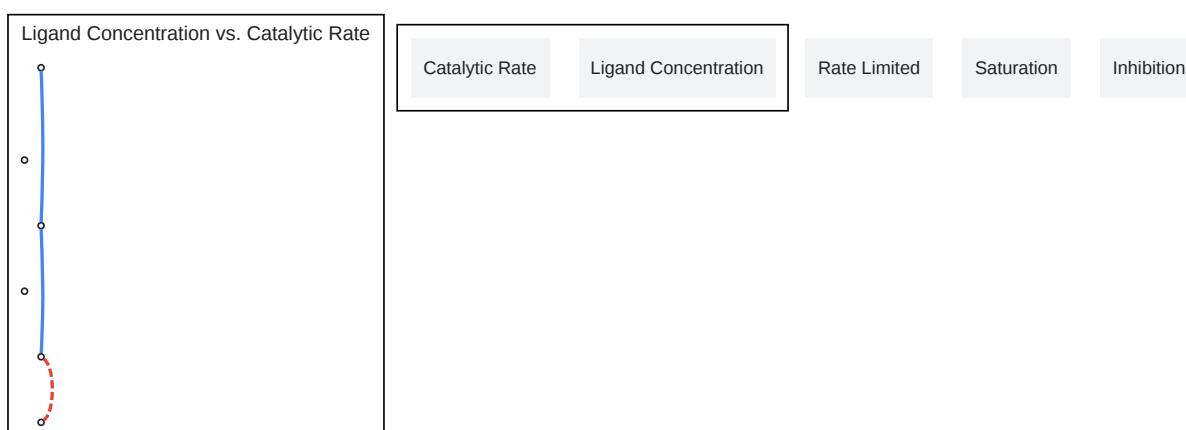 Ligand Concentration vs. Catalytic Rate
Catalytic Rate
Ligand Concentration
Rate Limited
Saturation
Inhibition